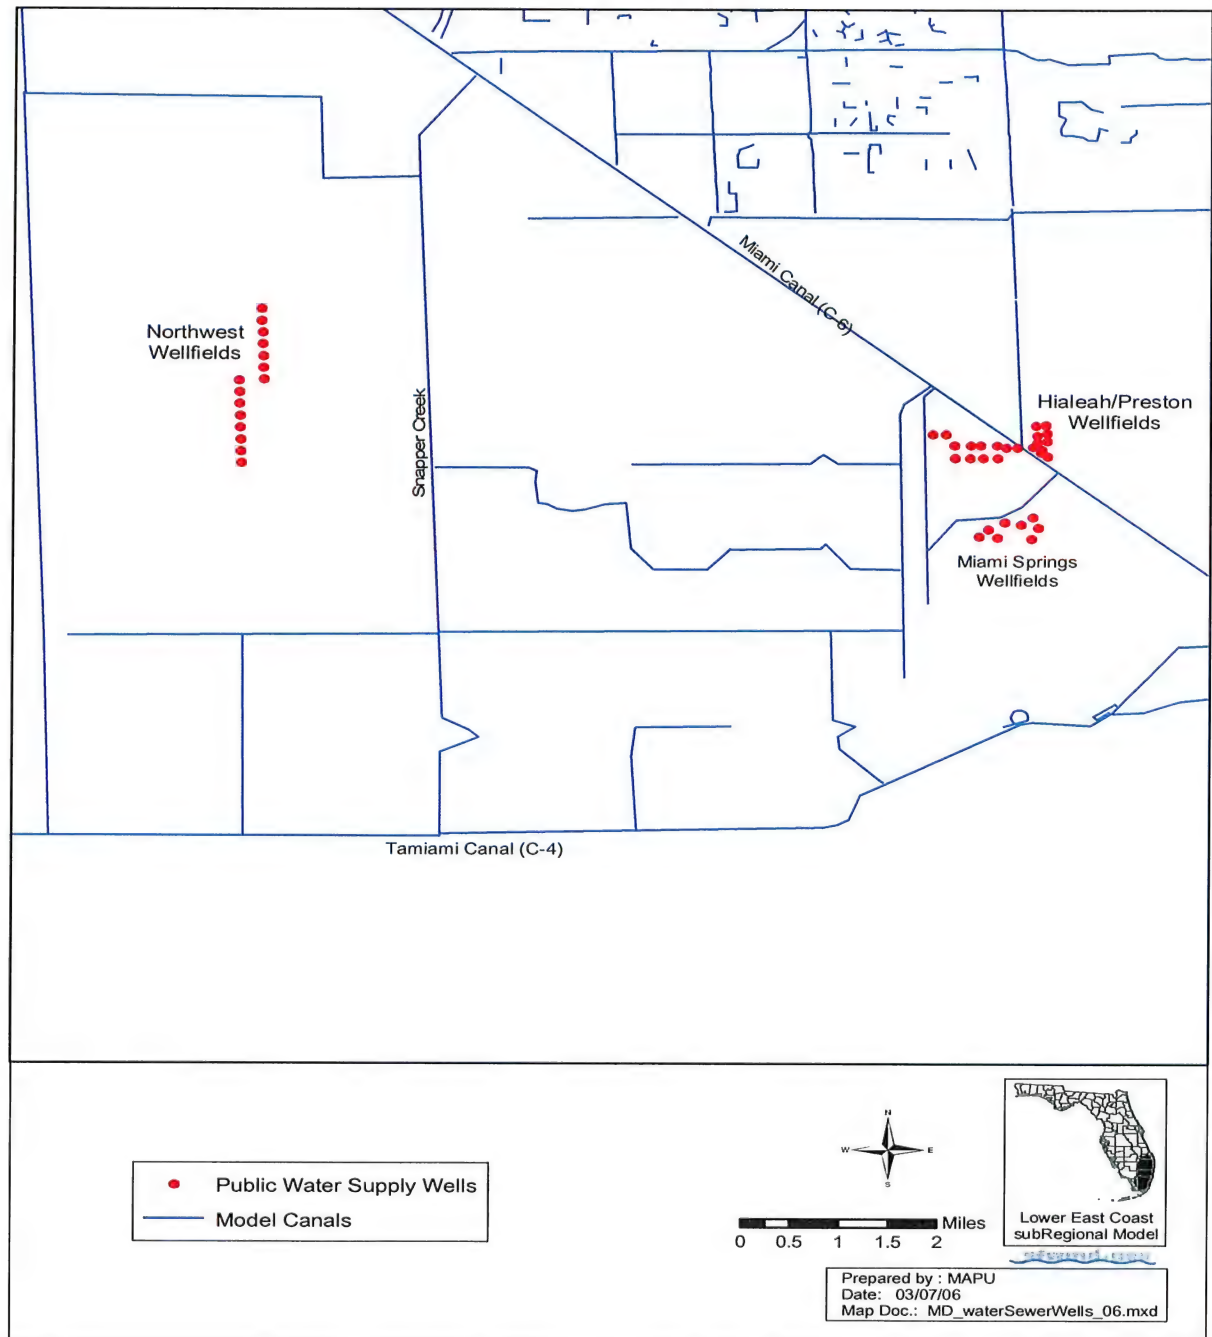 Miami Canal (C-6)
Northwest
Wellfields
Snapper Creek
Hialeah/Preston
Wellfields
Miami Springs
Wellfields
Tamiami Canal (C-4)
Public Water Supply Wells
Model Canals
N
W
E
S
Miles
0 0.5 1 1.5 2
Lower East Coast
subRegional Model
Prepared by : MAPU
Date: 03/07/06
Map Doc.: MD_waterSewerWells_06.mxd